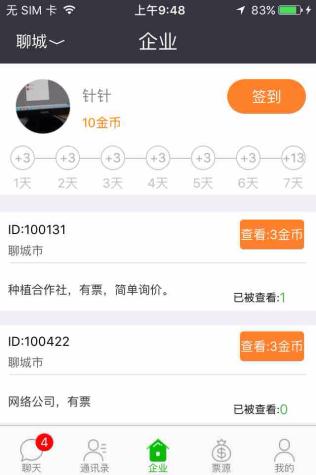 无 SIM 卡 上午9:48 83%
聊城 企业
针针
签到
10金币
+3 +3 +3 +3 +3 +3 +13
1天 2天 3天 4天 5天 6天 7天
ID:100131
查看:3金币
聊城市
种植合作社，有票，简单询价。
已被查看:1
ID:100422
查看:3金币
聊城市
网络公司，有票
已被查看:0
4
聊天 通讯录 企业 票源 我的